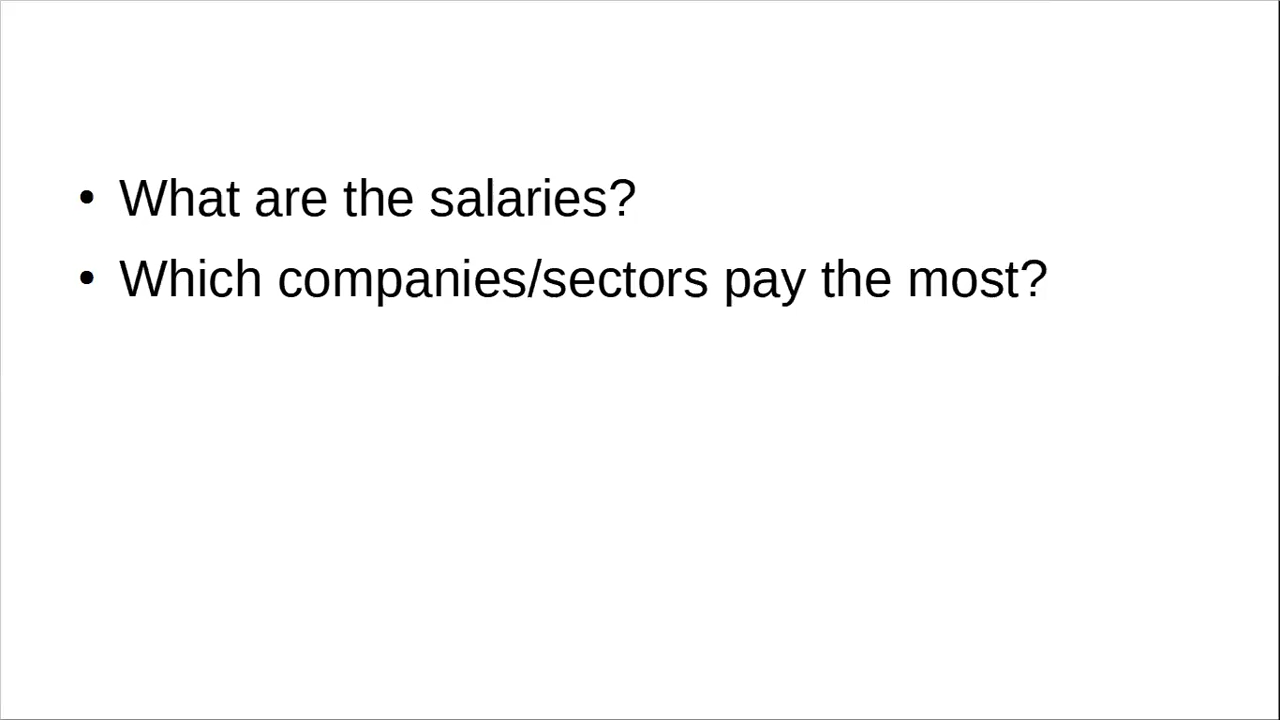 • What are the salaries?
• Which companies/sectors pay the most?